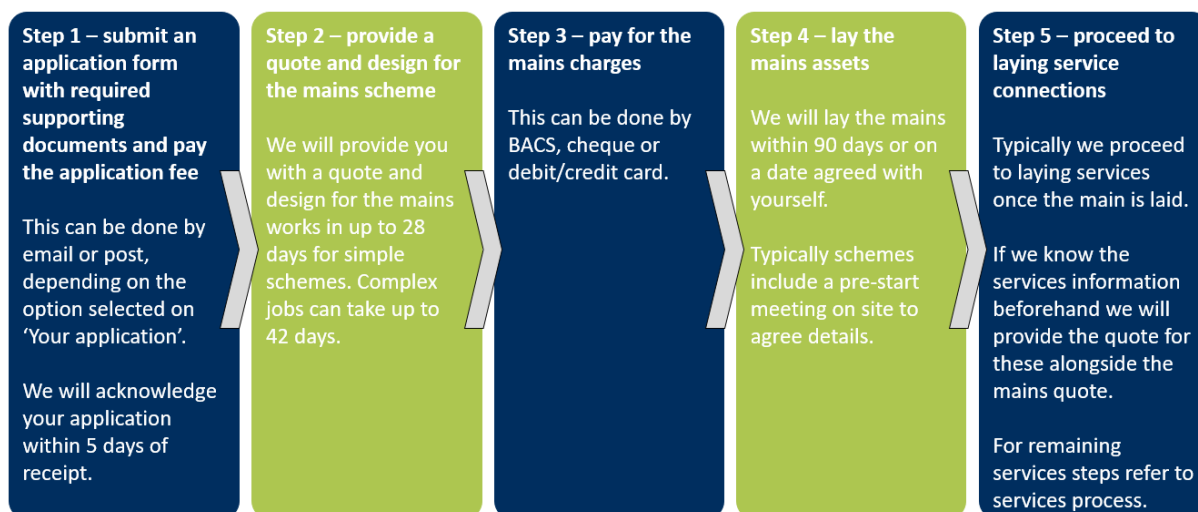 Step 1 – submit an
application form
with required
supporting
documents and pay
the application fee
This can be done by
email or post,
depending on the
option selected on
‘Your application’.
We will acknowledge
your application
within 5 days of
receipt.
Step 2 – provide a
quote and design for
the mains scheme
We will provide you
with a quote and
design for the mains
works in up to 28
days for simple
schemes. Complex
jobs can take up to
42 days.
Step 3 – pay for the
mains charges
This can be done by
BACS, cheque or
debit/credit card.
Step 4 – lay the
mains assets
We will lay the mains
within 90 days or on
a date agreed with
yourself.
Typically schemes
include a pre-start
meeting on site to
agree details.
Step 5 – proceed to
laying service
connections
Typically we proceed
to laying services
once the main is laid.
If we know the
services information
beforehand we will
provide the quote for
these alongside the
mains quote.
For remaining
services steps refer to
services process.